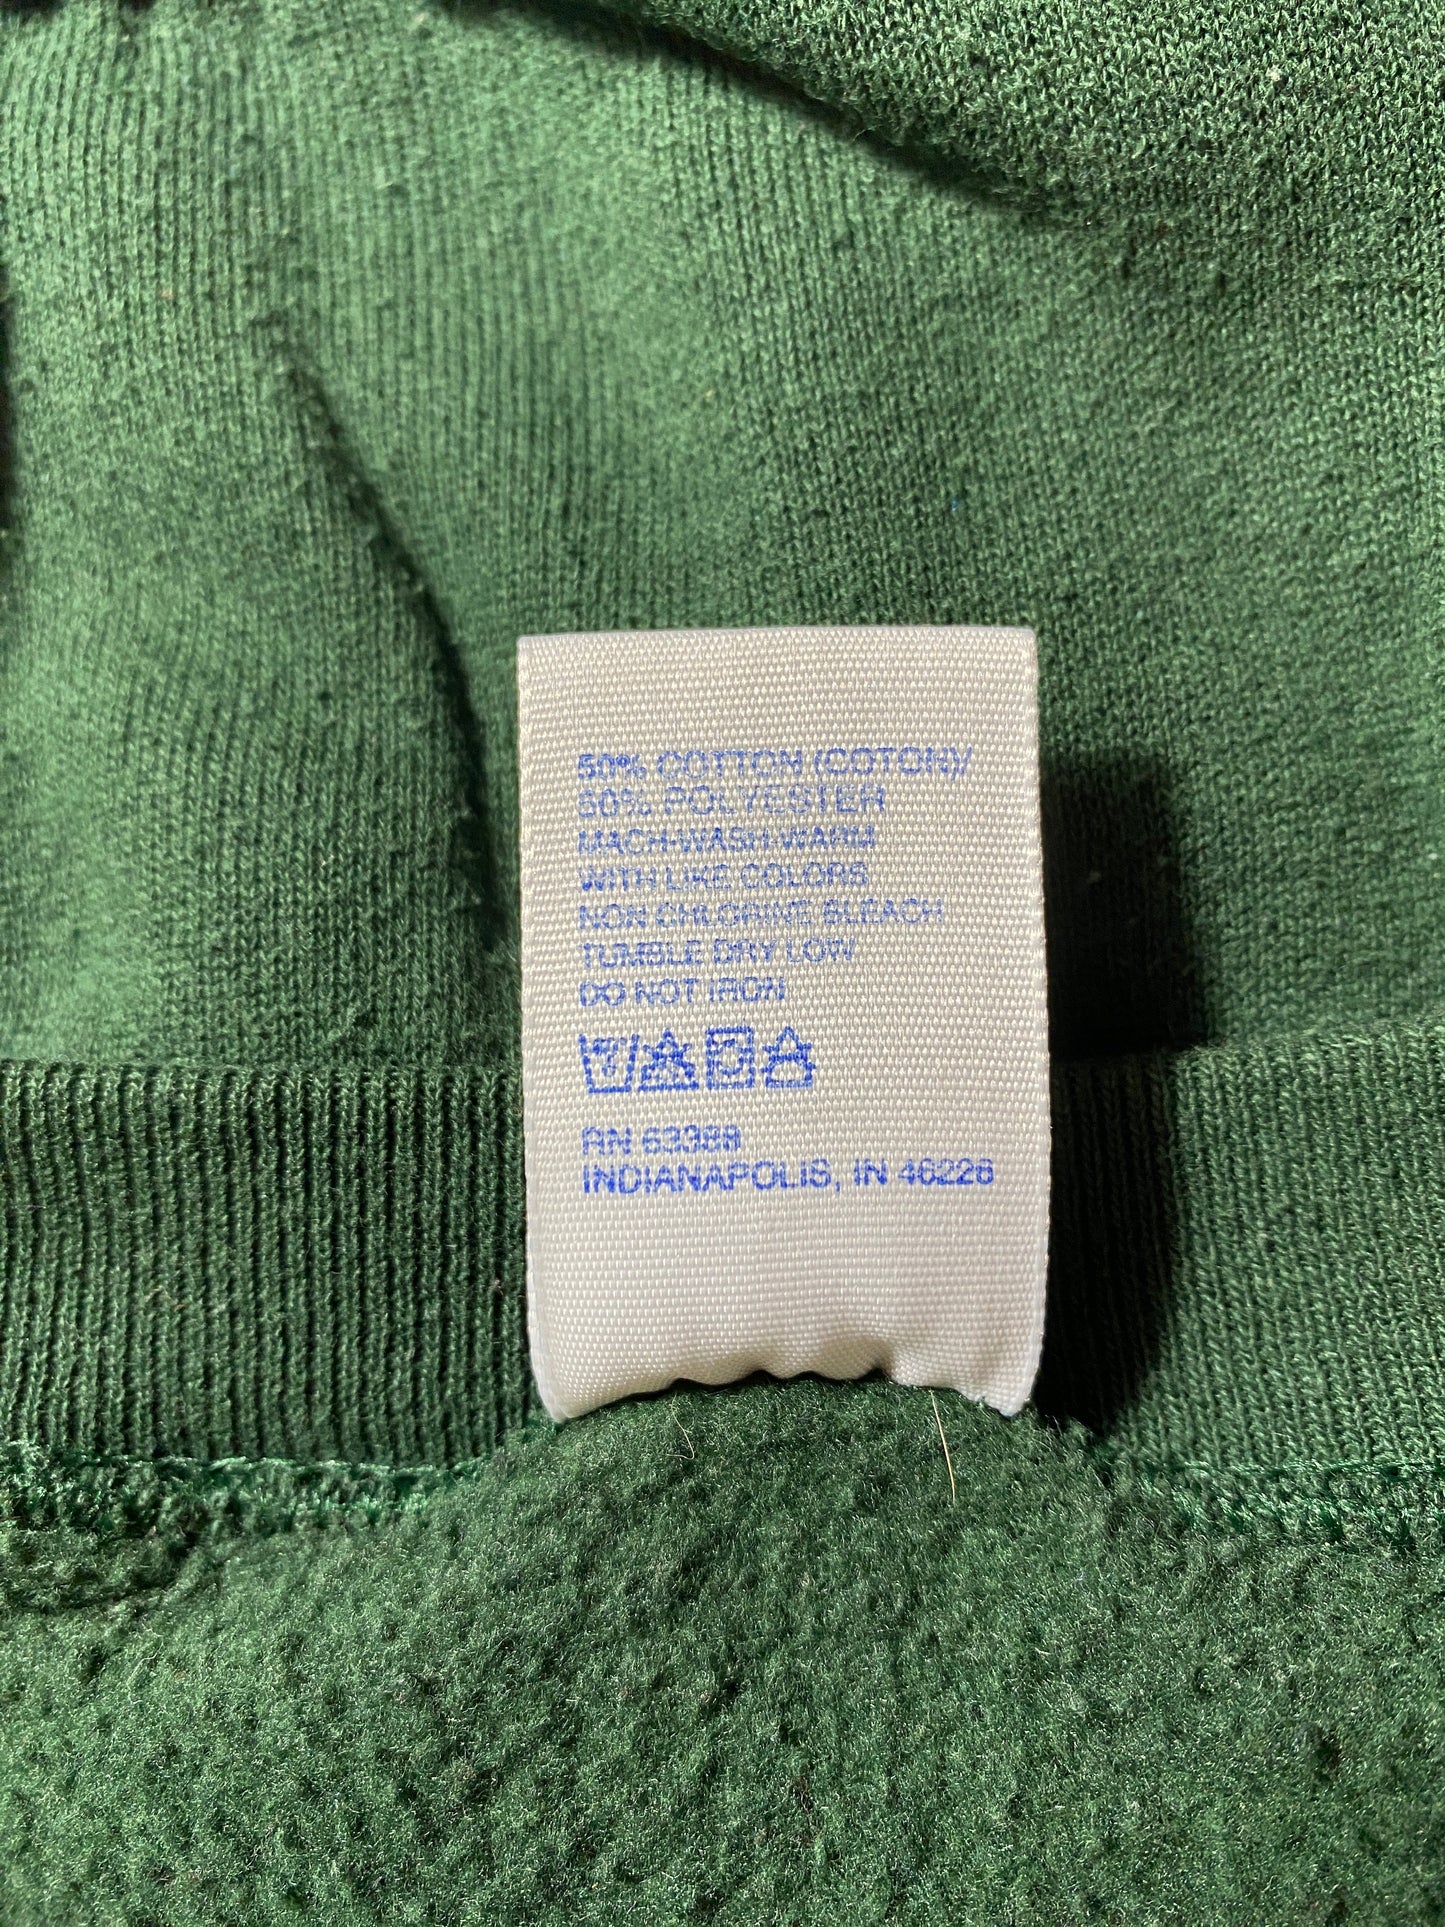 50% COTTON (COTON)/
50% POLYESTER
MACH-WASH-WARM
WITH LIKE COLORS
NON CHLORINE BLEACH
TUMBLE DRY LOW
DO NOT IRON
RN 63388
INDIANAPOLIS, IN 46226